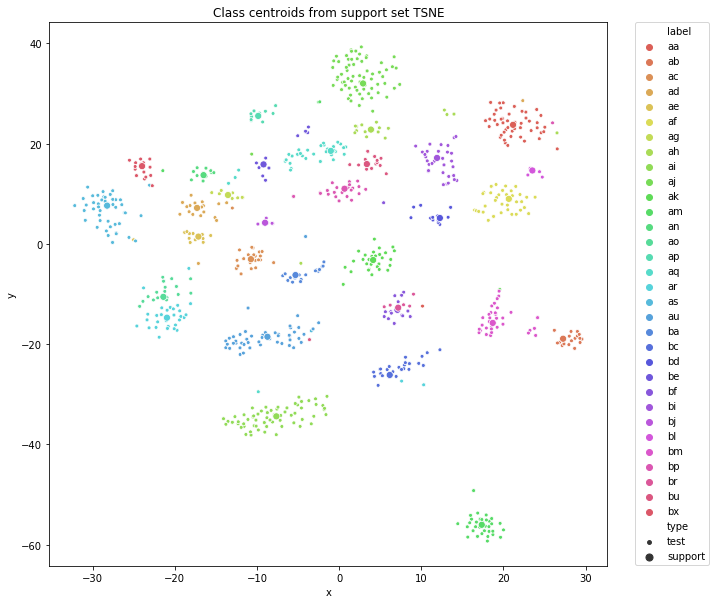 Class centroids from support set TSNE
label
aa
ab
ac
ad
ae
af
ag
ah
ai
aj
ak
am
an
ao
ap
aq
ar
as
au
ba
bc
bd
be
bf
bi
bj
bl
bm
bp
br
bu
bx
type
test
support
y
40
20
0
−20
−40
−60
−30
−20
−10
0
10
20
30
x